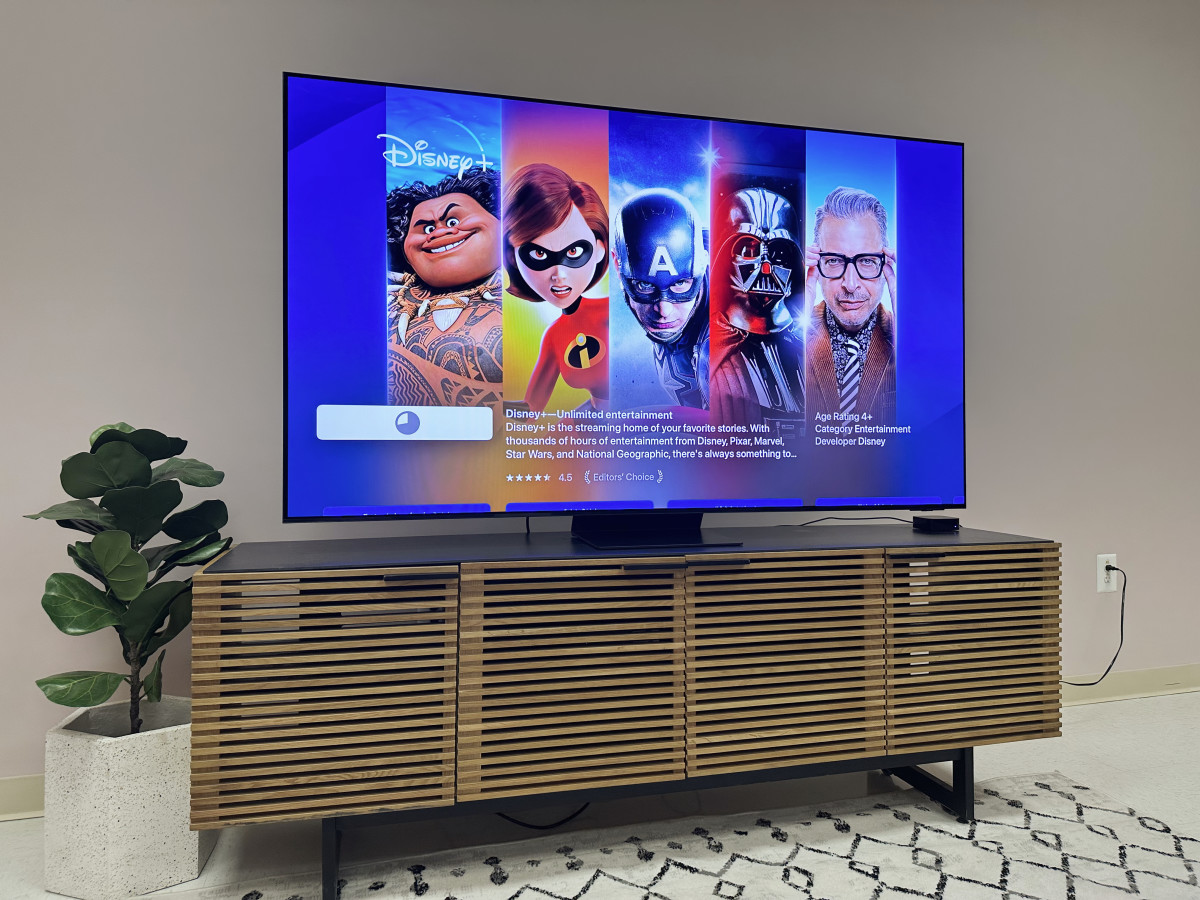 Disney+
A
Disney+—Unlimited entertainment
Disney+ is the streaming home of your favorite stories. With
thousands of hours of entertainment from Disney, Pixar, Marvel,
Star Wars, and National Geographic, there's always something to...
Age Rating 4+
Category Entertainment
Developer Disney
4.5 Editors' Choice